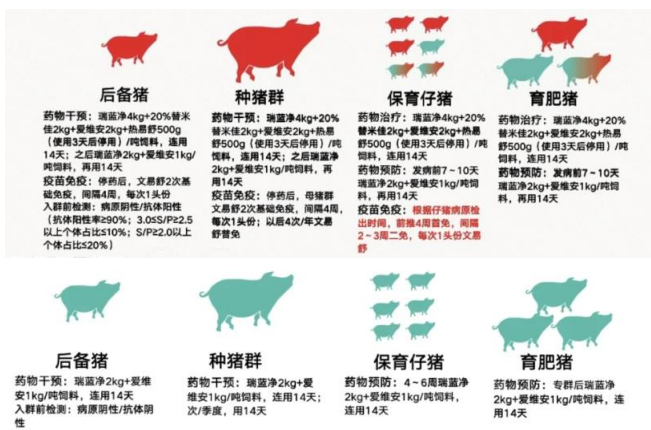 后备猪
药物干预：瑞蓝净4kg+20%替米
佳2kg+爱维安2kg+热易舒500g
（使用3天后停用）/吨饲料，连用
14天；之后瑞蓝净2kg+爱维安1kg/
吨饲料，再用14天
疫苗免疫：停药后，文易舒2次基
础免疫，间隔4周，每次1头份
入群前检测：病原阴性/抗体阳性
（抗体阳性率≥90%；3.0≤S/P≥2.5
以上个体占比≤10%；S/P≥2.0以上
个体占比≤20%）
种猪群
药物干预：瑞蓝净4kg+20%替米
佳2kg+爱维安2kg+热易舒500g
（使用3天后停用）/吨
饲料，连用14天；之后瑞蓝净
2kg+爱维安1kg/吨饲料，再
用14天
疫苗免疫：停药后，母猪群
文易舒2次基础免疫，间隔4周，
每次1头份；以后4次/年文易
舒普免
保育仔猪
药物治疗：瑞蓝净4kg+20%
替米佳2kg+爱维安2kg+热易
舒500g（使用3天后停用）/吨
饲料，连用14天
药物预防：发病前7~10天
瑞蓝净2kg+爱维安1kg/吨饲
料，再用14天
疫苗免疫：根据仔猪病原检
出时间，前推4周首免，间隔
2~3周二免，每次1头份文易
舒
育肥猪
药物治疗：瑞蓝净4kg+20%
替米佳2kg+爱维安2kg+热易
舒500g（使用3天后停用）/吨
饲料，连用14天
药物预防：发病前7~10天
瑞蓝净2kg+爱维安1kg/吨饲
料，再用14天
后备猪
药物干预：瑞蓝净2kg+爱维
安1kg/吨饲料，连用14天
入群前检测：病原阴性/抗体阴
性
种猪群
药物干预：瑞蓝净2kg+爱
维安1kg/吨饲料，连用14天；
次/季度，用14天
保育仔猪
药物预防：4~6周瑞蓝净
2kg+爱维安1kg/吨饲料，
连用14天
育肥猪
药物预防：专群后瑞蓝净
2kg+爱维安1kg/吨饲料，连
用14天